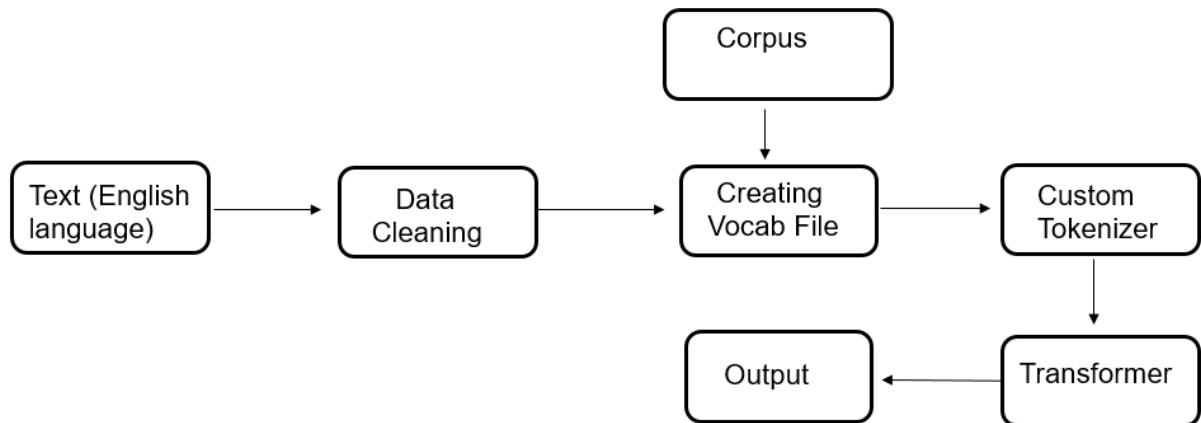 Corpus
Text (English
language)
Data
Cleaning
Creating
Vocab File
Custom
Tokenizer
Output
Transformer